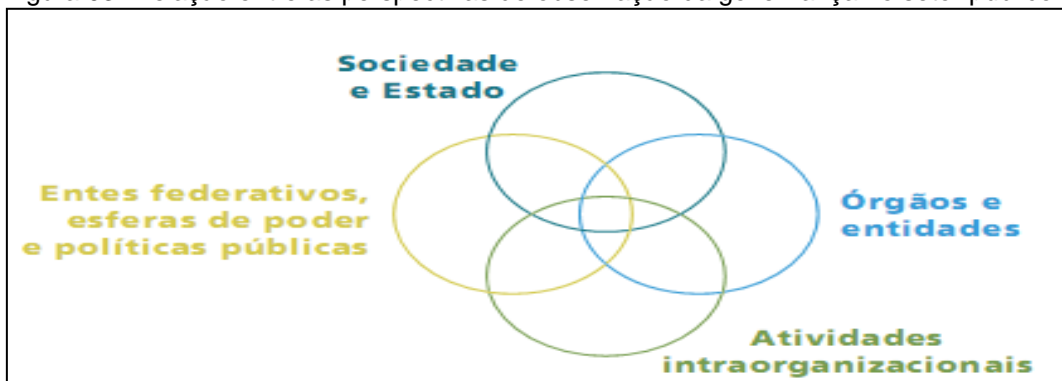 Sociedade
e Estado
Entes federativos,
esferas de poder
e políticas públicas
Órgãos e
entidades
Atividades
intraorganizacionais